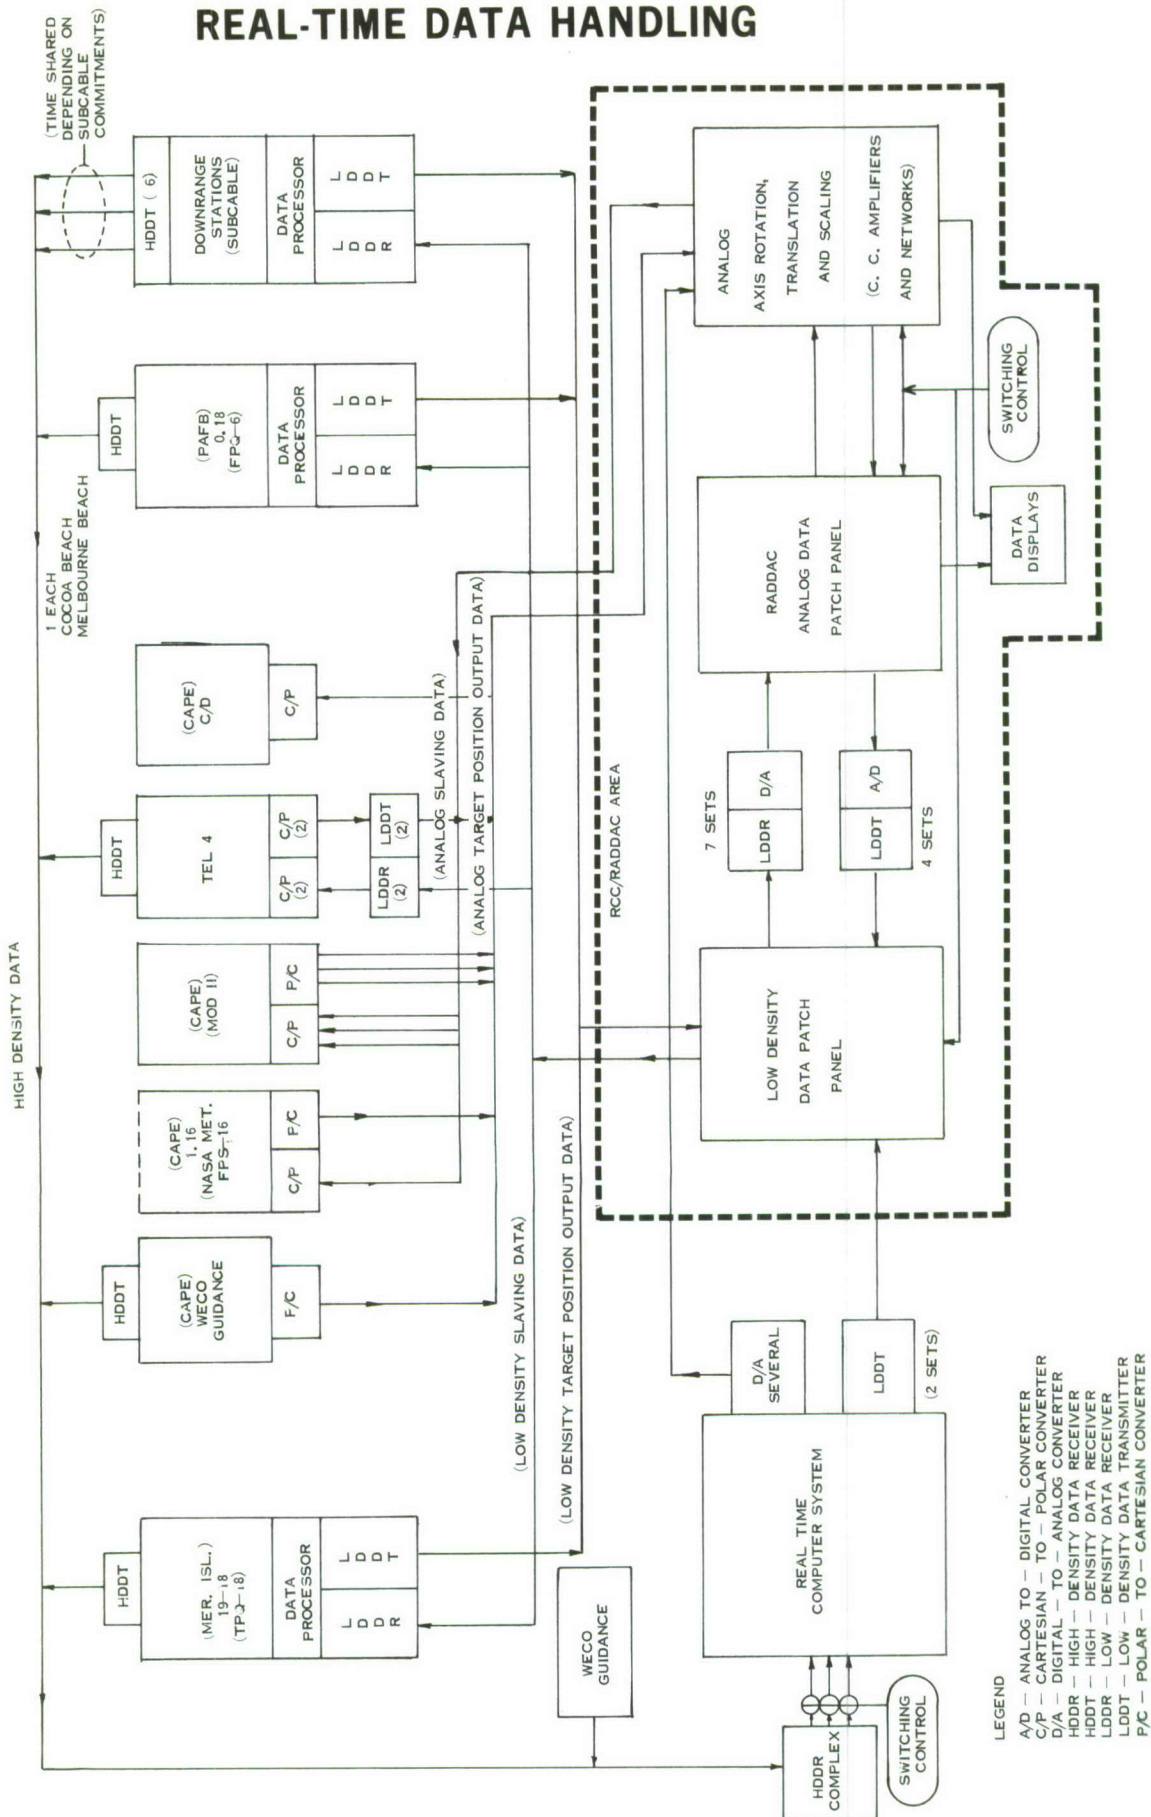 REAL-TIME DATA HANDLING
(TIME SHARED
DEPENDING ON
SUBCABLE
COMMITMENTS)
HDDT ( 6)
DOWNRANGE
STATIONS
(SUBCABLE)
DATA
PROCESSOR
LDDR
LDDT
HDDT
(PAFB)
0.18
(FPQ-6)
DATA
PROCESSOR
LDDR
LDDT
1 EACH
COCOA BEACH
MELBOURNE BEACH
(CAPE)
C/D
C/P
HDDT
TEL 4
C/P
(2)
C/P
(2)
LDDR
(2)
LDDT
(2)
HIGH DENSITY DATA
(CAPE)
(MOD II)
C/P
P/C
(CAPE)
1.16
(NASA MET.
FPS-16
C/P
P/C
HDDT
(CAPE)
WECO
GUIDANCE
F/C
HDDT
(MER. ISL.)
19-18
(TPQ-18)
DATA
PROCESSOR
LDDR
LDDT
(ANALOG SLAVING DATA)
(ANALOG TARGET POSITION OUTPUT DATA)
(LOW DENSITY SLAVING DATA)
(LOW DENSITY TARGET POSITION OUTPUT DATA)
WECO
GUIDANCE
RCC/RADDAC AREA
ANALOG
AXIS ROTATION,
TRANSLATION
AND SCALING
(C. C. AMPLIFIERS
AND NETWORKS)
SWITCHING
CONTROL
RADDAC
ANALOG DATA
PATCH PANEL
DATA
DISPLAYS
7 SETS
LDDR
D/A
LDDT
A/D
4 SETS
LOW DENSITY
DATA PATCH
PANEL
D/A
SEVERAL
LDDT
(2 SETS)
REAL TIME
COMPUTER SYSTEM
HDDR
COMPLEX
SWITCHING
CONTROL
LEGEND
A/D — ANALOG TO — DIGITAL CONVERTER
C/P — CARTESIAN — TO — POLAR CONVERTER
D/A — DIGITAL — TO — ANALOG CONVERTER
HDDR — HIGH — DENSITY DATA RECEIVER
HDDT — HIGH — DENSITY DATA RECEIVER
LDDR — LOW — DENSITY DATA RECEIVER
LDDT — LOW — DENSITY DATA TRANSMITTER
P/C — POLAR — TO — CARTESIAN CONVERTER